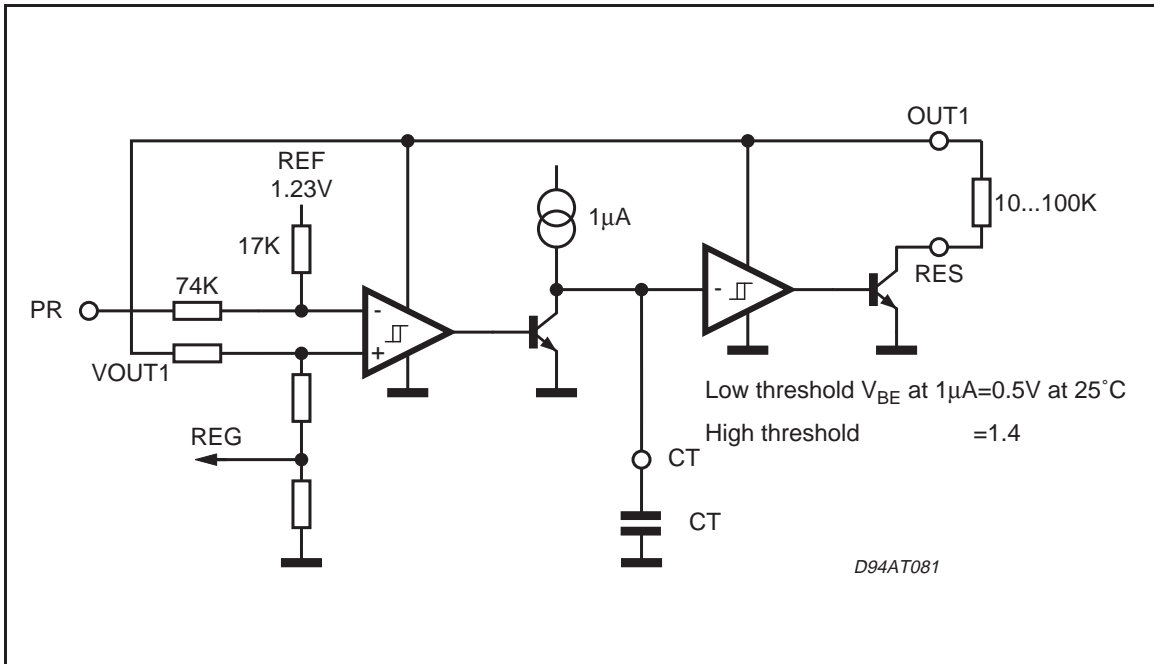 OUT1
REF
1.23V
1μA
10...100K
17K
RES
74K
PR
-
-
+
VOUT1
Low threshold VBE at 1μA=0.5V at 25˚C
REG
High threshold =1.4
CT
CT
D94AT081